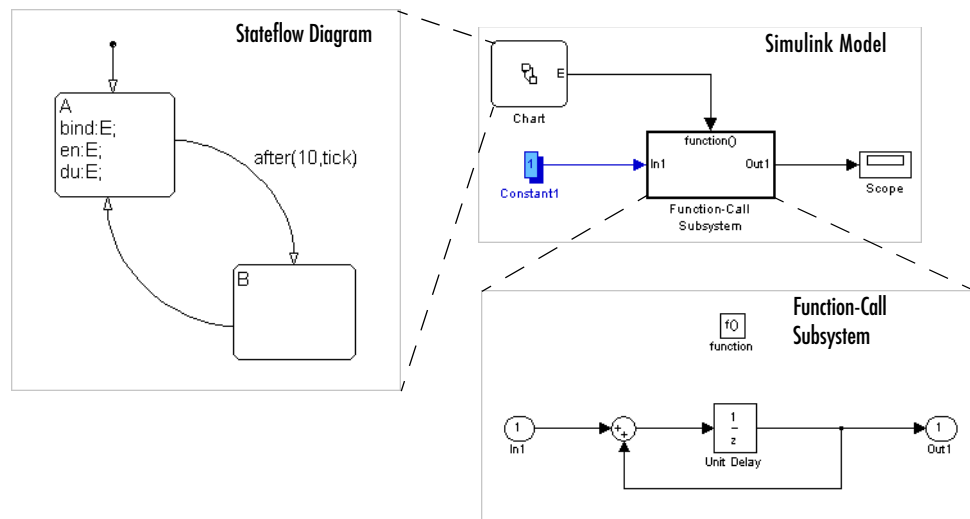 Stateflow Diagram
A
bind:E;
en:E;
du:E;
after(10,tick)
B
Simulink Model
E
Chart
1
Constant1
function()
In1
Out1
Function-Call
Subsystem
Scope
Function-Call
Subsystem
f()
function
1
In1
+
+
1
z
Unit Delay
1
Out1